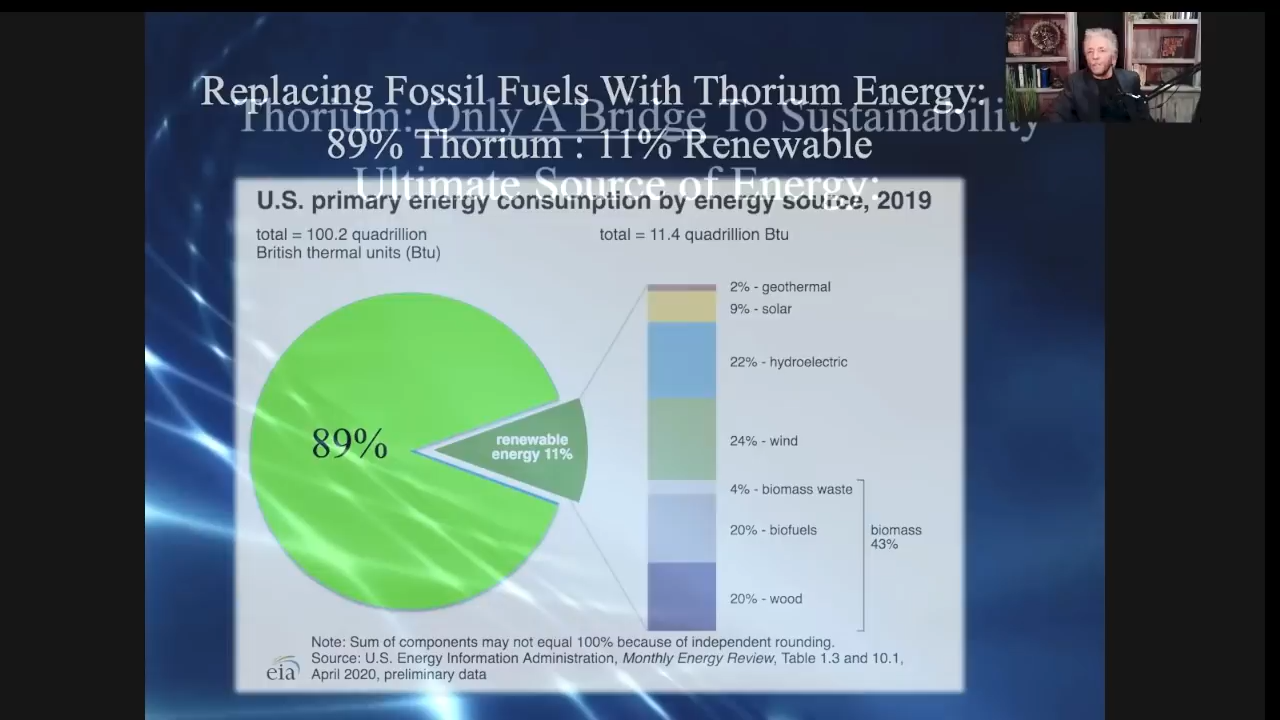 Replacing Fossil Fuels With Thorium Energy:
Thorium: Only A Bridge To Sustainability
89% Thorium : 11% Renewable
Ultimate Source of Energy:
U.S. primary energy consumption by energy source, 2019
total = 100.2 quadrillion
British thermal units (Btu)
total = 11.4 quadrillion Btu
89%
renewable
energy 11%
2% - geothermal
9% - solar
22% - hydroelectric
24% - wind
4% - biomass waste
20% - biofuels
20% - wood
biomass
43%
Note: Sum of components may not equal 100% because of independent rounding.
Source: U.S. Energy Information Administration, Monthly Energy Review, Table 1.3 and 10.1,
April 2020, preliminary data
eia